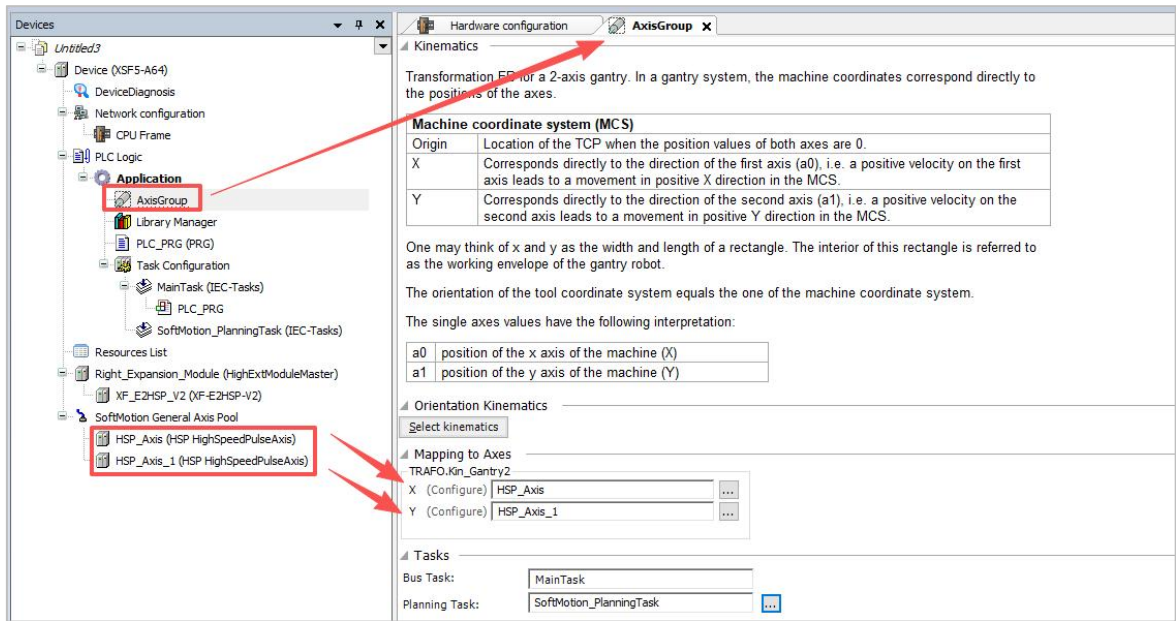 Devices
Untitled3
Device (XSF5-A64)
DeviceDiagnosis
Network configuration
CPU Frame
PLC Logic
Application
AxisGroup
Library Manager
PLC_PRG (PRG)
Task Configuration
MainTask (IEC-Tasks)
PLC_PRG
SoftMotion_PlanningTask (IEC-Tasks)
Resources List
Right_Expansion_Module (HighExtModuleMaster)
XF_E2HSP_V2 (XF-E2HSP-V2)
SoftMotion General Axis Pool
HSP_Axis (HSP HighSpeedPulseAxis)
HSP_Axis_1 (HSP HighSpeedPulseAxis)
Hardware configuration
AxisGroup X
Kinematics
Transformation for a 2-axis gantry. In a gantry system, the machine coordinates correspond directly to
the positions of the axes.
Machine coordinate system (MCS)
Origin Location of the TCP when the position values of both axes are 0.
X Corresponds directly to the direction of the first axis (a0), i.e. a positive velocity on the first
axis leads to a movement in positive X direction in the MCS.
Y Corresponds directly to the direction of the second axis (a1), i.e. a positive velocity on the
second axis leads to a movement in positive Y direction in the MCS.
One may think of x and y as the width and length of a rectangle. The interior of this rectangle is referred to
as the working envelope of the gantry robot.
The orientation of the tool coordinate system equals the one of the machine coordinate system.
The single axes values have the following interpretation:
a0 position of the x axis of the machine (X)
a1 position of the y axis of the machine (Y)
Orientation Kinematics
Select kinematics
Mapping to Axes
TRAFO.Kin_Gantry2
X (Configure) HSP_Axis ...
Y (Configure) HSP_Axis_1 ...
Tasks
Bus Task: MainTask
Planning Task: SoftMotion_PlanningTask ...